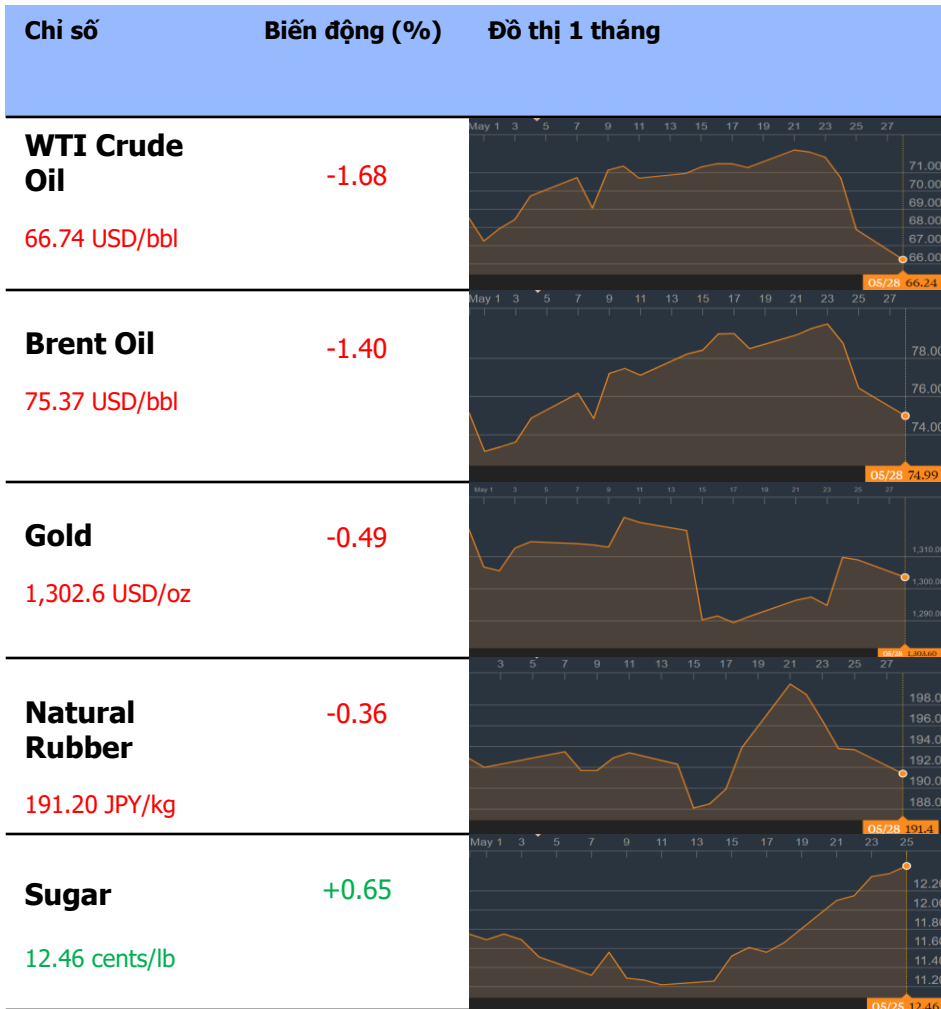 Chỉ số Biến động (%) Đồ thị 1 tháng
WTI Crude
Oil
66.74 USD/bbl
-1.68
May 1 3 5 7 9 11 13 15 17 19 21 23 25 27
71.00
70.00
69.00
68.00
67.00
66.00
05/28 66.24
Brent Oil
75.37 USD/bbl
-1.40
May 1 3 5 7 9 11 13 15 17 19 21 23 25 27
78.00
76.00
74.00
05/28 74.99
Gold
1,302.6 USD/oz
-0.49
May 1 3 5 7 9 11 13 15 17 19 21 23 25 27
1,310.0
1,300.0
1,290.0
05/28 1,303.60
Natural
Rubber
191.20 JPY/kg
-0.36
3 5 7 9 11 13 15 17 19 21 23 25 27
198.0
196.0
194.0
192.0
190.0
188.0
05/28 191.4
Sugar
12.46 cents/lb
+0.65
May 1 3 5 7 9 11 13 15 17 19 21 23 25
12.20
12.00
11.80
11.60
11.40
11.20
05/25 12.46